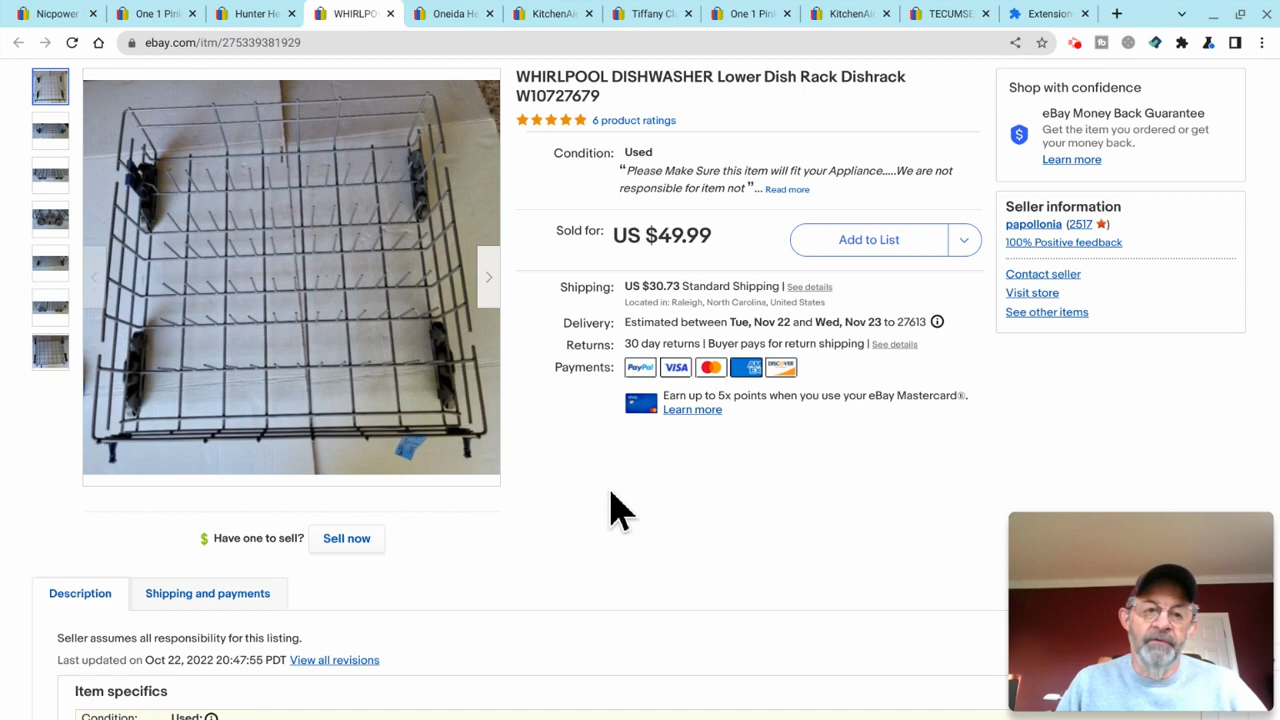 Nicpower
One 1 Pink
Hunter He
WHIRLPO
Oneida He
KitchenAi
Tiffany Cl
One 1 Pink
KitchenAi
TECUMSE
Extension
ebay.com/itm/275339381929
WHIRLPOOL DISHWASHER Lower Dish Rack Dishrack
W10727679
6 product ratings
Condition: Used
“Please Make Sure this item will fit your Appliance.....We are not
responsible for item not ”... Read more
Sold for: US $49.99
Add to List
Shipping: US $30.73 Standard Shipping | See details
Located in: Raleigh, North Carolina, United States
Delivery: Estimated between Tue, Nov 22 and Wed, Nov 23 to 27613
Returns: 30 day returns | Buyer pays for return shipping | See details
Payments: PayPal VISA DISCOVER
Earn up to 5x points when you use your eBay Mastercard®.
Learn more
Shop with confidence
eBay Money Back Guarantee
Get the item you ordered or get
your money back.
Learn more
Seller information
papollonia (2517)
100% Positive feedback
Contact seller
Visit store
See other items
Have one to sell? Sell now
Description
Shipping and payments
Seller assumes all responsibility for this listing.
Last updated on Oct 22, 2022 20:47:55 PDT View all revisions
Item specifics
Condition: Used: